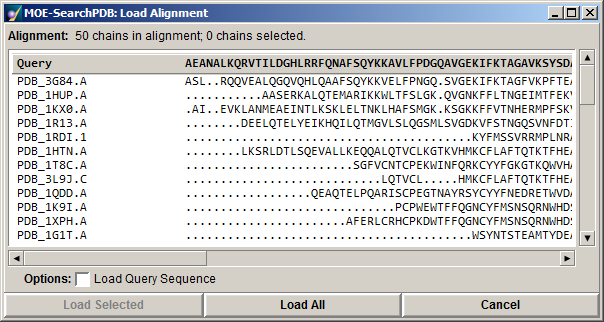 MOE-SearchPDB: Load Alignment
Alignment: 50 chains in alignment; 0 chains selected.
Query AEANALKQRVTILDGHLRRFQNAFSQYKKAVLFPDGQAVGEKIFKTAGAVKSYSDA
PDB_3G84.A ASL..RQQVEALQGQVQHLQAAFSQYKKVELFPNGQ.SVGEKIFKTAGFVKPFTEA
PDB_1HUP.A ...........AASERKALQTEMARIKKWLTFSLGK.QVGNKFFLTNGEIMTFEK
PDB_1KX0.A .AI..EVKLANMEAEINTLKSKLELTNKLHAFSMGK.KSGKKFFVTNHERMPFSK
PDB_1R13.A ........DEELQTELYEIKHQILQTMGVLSLQGSMLSVGDKVFSTNGQSVNFDT
PDB_1RDI.1 .........................................KYFMSSVRRMPLNRA
PDB_1HTN.A ........LKSRLDTLSQEVALLKEQQALQTVCLKGTKVHMKCFLAFTQTKTFHEA
PDB_1T8C.A ........................SGFVCNTCPEKWINFQRKCYYFGKGTKQWVHA
PDB_3L9J.C ............................LQTVCL.....HMKCFLAFTQTKTFHEA
PDB_1QDD.A ..................QEAQTELPQARISCPEGTNAYRSYCYYFNEDRETWVDA
PDB_1K9I.A ..............................PCPWEWTFFQGNCYFMSNSQRNWHDS
PDB_1XPH.A .......................AFERLCRHCPKDWTFFQGNCYFMSNSQRNWHDS
PDB_1G1T.A .........................................WSYNTSTEAMTYDEA
Options: Load Query Sequence
Load Selected Load All Cancel